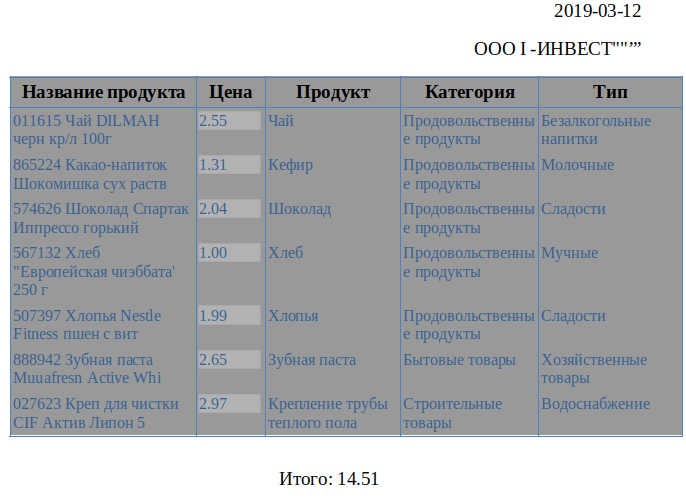 2019-03-12
ООО I -ИНВЕСТ""’”
Название продукта Цена Продукт Категория Тип
011615 Чай DILMAH 2.55 Чай Продовольственны Безалкогольные
черн кр/л 100г е продукты напитки
865224 Какао-напиток 1.31 Кефир Продовольственны Молочные
Шокомишка сух раств е продукты
574626 Шоколад Спартак 2.04 Шоколад Продовольственны Сладости
Иппрессо горький е продукты
567132 Хлеб 1.00 Хлеб Продовольственны Мучные
"Европейская чиэббата' е продукты
250 г
507397 Хлопья Nestle 1.99 Хлопья Продовольственны Сладости
Fitness пшен с вит е продукты
888942 Зубная паста 2.65 Зубная паста Бытовые товары Хозяйственные
Muuafresn Active Whi товары
027623 Креп для чистки 2.97 Крепление трубы Строительные Водоснабжение
CIF Актив Липон 5 теплого пола товары
Итого: 14.51